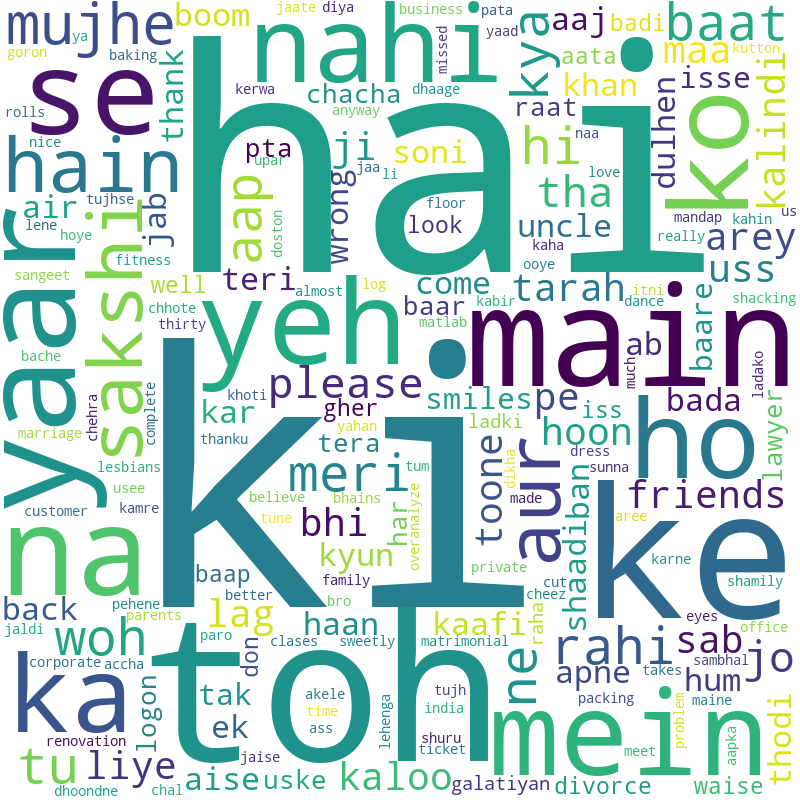 mujhe
boom
jaate
diya
nahi
business
pata
yaad
kya
aaj
badi
baat
ya
goron
baking
thank
missed
aata
maa
kutton
rolls
se
hai
kerwa
chacha
dhaage
khan
isse
nice
anyway
raat
dulhen
ko
kalindi
hain
pta
upar
ji
soni
hi
naa
love
tujhse
jab
aap
doston
wrong
jaa
li
tha
mandap
kahin
us
air
lene
hoye
sakshi
floor
look
uncle
kaha
really
arey
yaar
sangeet
fitness
well
teri
almost
log
yeh
come
ooye
tarah
itni
baare
uss
chhote
baar
kabir
dance
shacking
thirty
matlab
main
ab
much
ladako
bache
chehra
complete
khoti
please
smiles
pe
iss
bada
lawyer
marriage
kar
gher
ladki
hoon
ho
thanku
yahan
tera
toone
dress
lesbians
ki
meri
tum
dikha
aur
sunna
usee
believe
bhains
har
overanalyze
made
shaadiban
ke
friends
customer
tune
bhi
aree
na
kamre
kyun
private
karne
baap
family
cut
cheez
shamily
back
pehene
better
bro
raha
eyes
office
jaldi
parents
lag
haan
kaafi
rahi
sab
woh
paro
clases
sweetly
matrimonial
ne
sambhal
jo
corporate
accha
don
toh
apne
takes
ka
logon
tak
akele
tujh
packing
hum
maine
thodi
time
lehenga
india
mein
problem
ek
ass
shuru
meet
aapka
renovation
jaise
ticket
tu
liye
aise
uske
kaloo
galatiyan
divorce
waise
dhoondne
chal